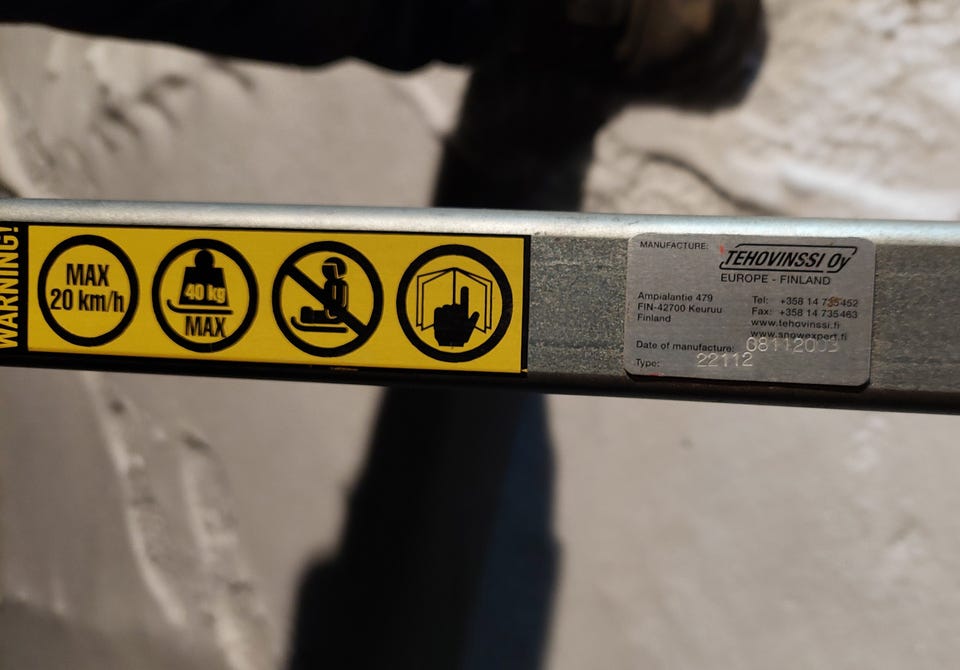 WARNING!
MAX
20 km/h
40 kg
MAX
MANUFACTURE:
TEHOVINSSI Oy
EUROPE - FINLAND
Ampialantie 479
FIN-42700 Keuruu
Finland
Tel: +358 14 735 452
Fax: +358 14 735 463
www.tehovinssi.fi
www.snowexpert.fi
Date of manufacture:
Type: 22112